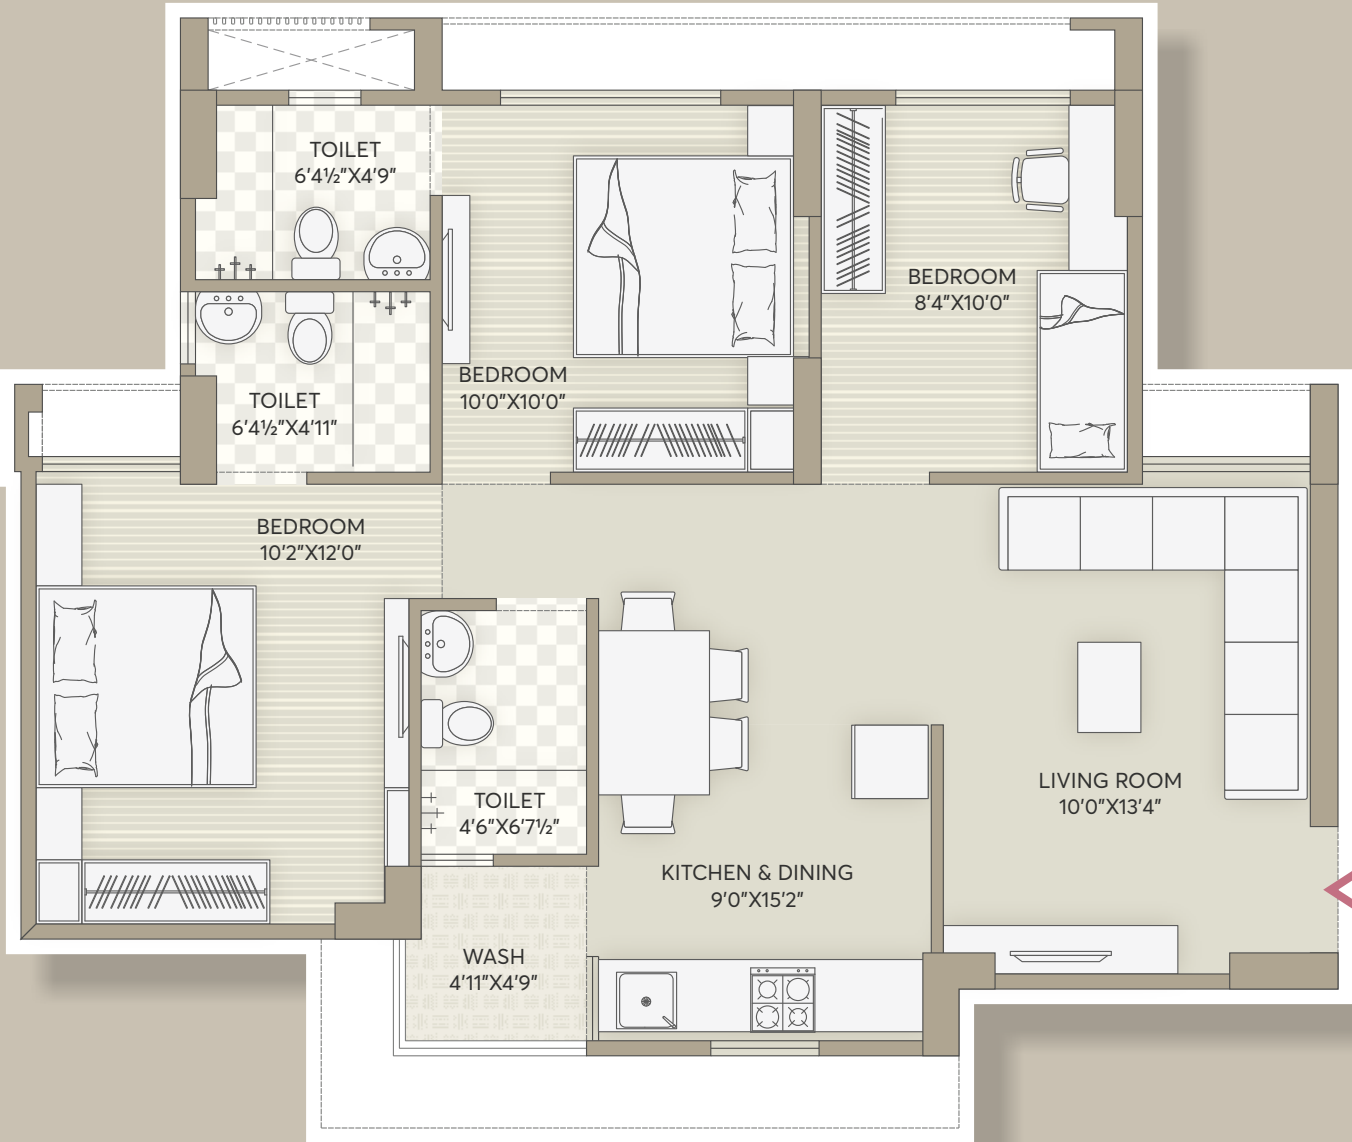 TOILET
6'4½"X4'9"
BEDROOM
8'4"X10'0"
BEDROOM
10'0"X10'0"
TOILET
6'4½"X4'11"
BEDROOM
10'2"X12'0"
LIVING ROOM
10'0"X13'4"
TOILET
4'6"X6'7½"
KITCHEN & DINING
9'0"X15'2"
WASH
4'11"X4'9"